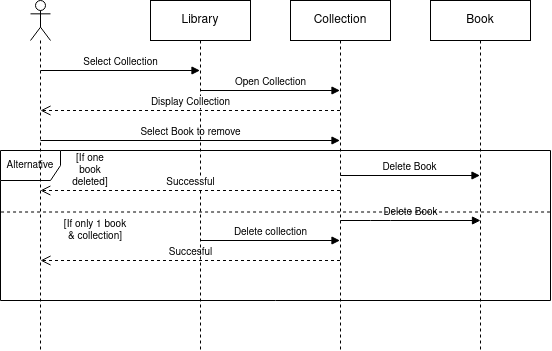 Library
Collection
Book
Select Collection
Open Collection
Display Collection
Select Book to remove
Alternative
[If one
book
deleted]
Delete Book
Successful
Delete Book
[If only 1 book
& collection]
Delete collection
Succesful